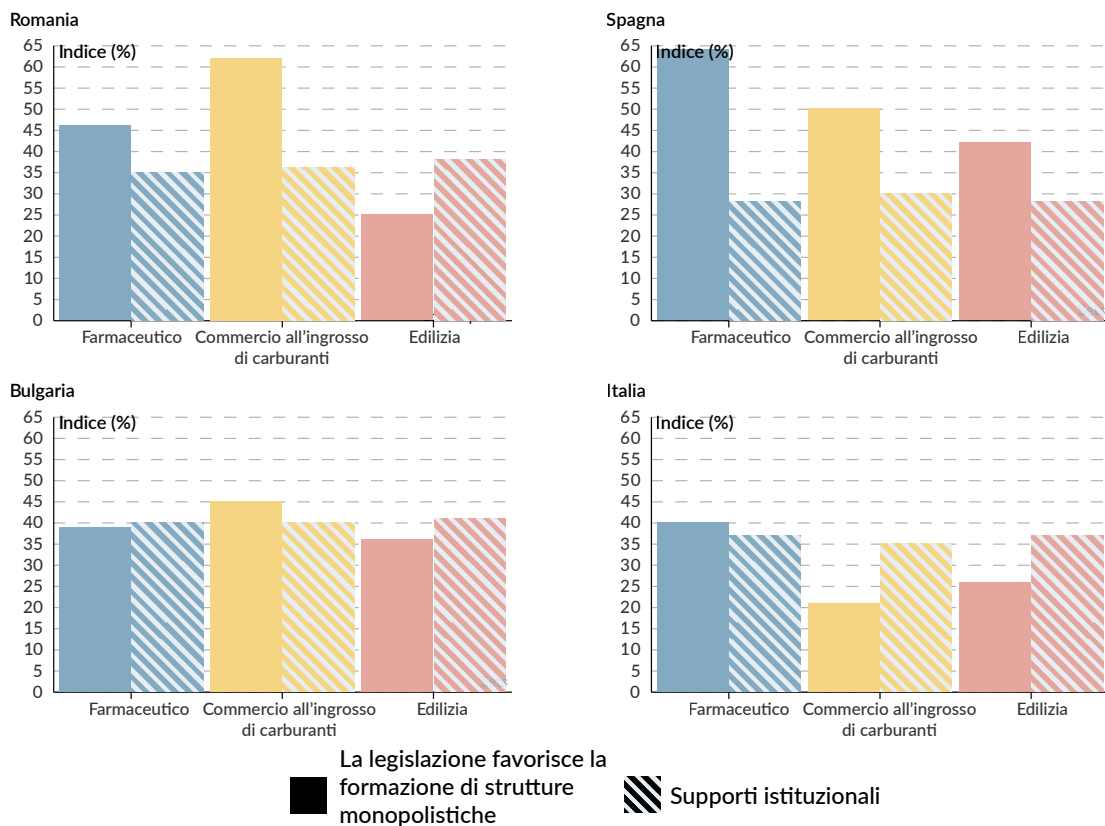 Romania
Indice (%)
65
60
55
50
45
40
35
30
25
20
15
10
5
0
Farmaceutico
Commercio all'ingrosso
di carburanti
Edilizia
Spagna
Indice (%)
65
60
55
50
45
40
35
30
25
20
15
10
5
0
Farmaceutico
Commercio all'ingrosso
di carburanti
Edilizia
Bulgaria
Indice (%)
65
60
55
50
45
40
35
30
25
20
15
10
5
0
Farmaceutico
Commercio all'ingrosso
di carburanti
Edilizia
Italia
Indice (%)
65
60
55
50
45
40
35
30
25
20
15
10
5
0
Farmaceutico
Commercio all'ingrosso
di carburanti
Edilizia
La legislazione favorisce la
formazione di strutture
monopolistiche
Supporti istituzionali